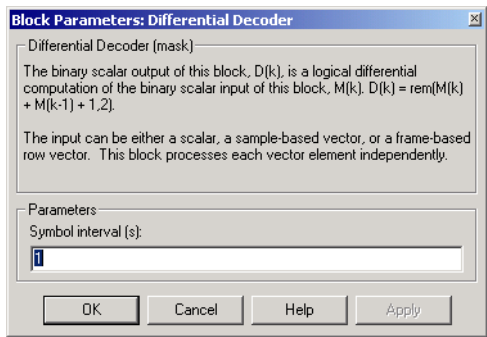 Block Parameters: Differential Decoder
Differential Decoder (mask)
The binary scalar output of this block, D(k), is a logical differential
computation of the binary scalar input of this block, M(k). D(k) = rem(M(k)
+ M(k-1) + 1,2).
The input can be either a scalar, a sample-based vector, or a frame-based
row vector.  This block processes each vector element independently.
Parameters
Symbol interval (s):
1
OK Cancel Help Apply